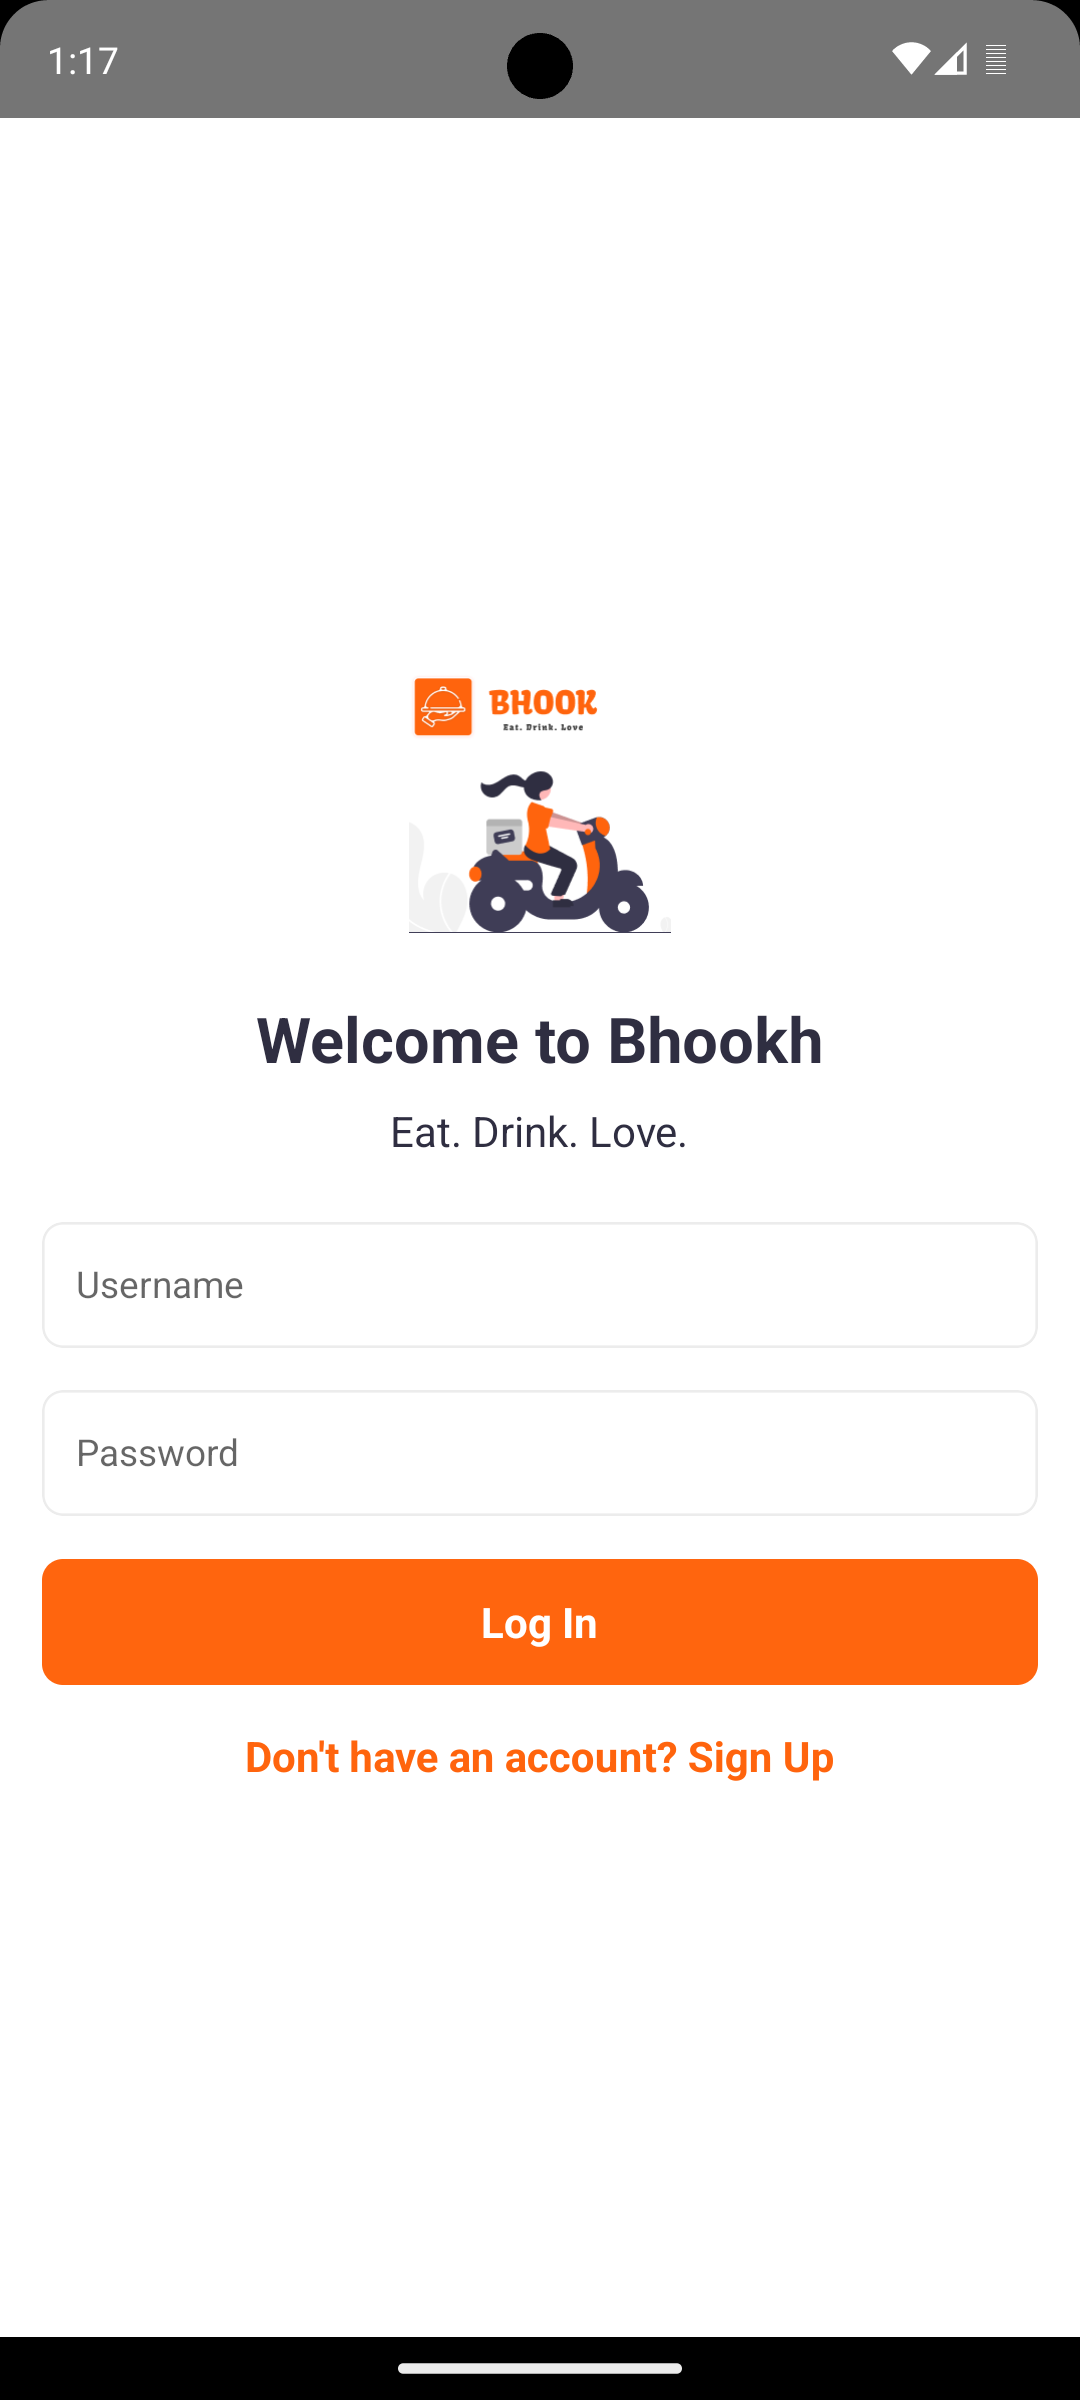 1:17
BHOOK
Eat. Drink. Love
Welcome to Bhookh
Eat. Drink. Love.
Username
Password
Log In
Don't have an account? Sign Up